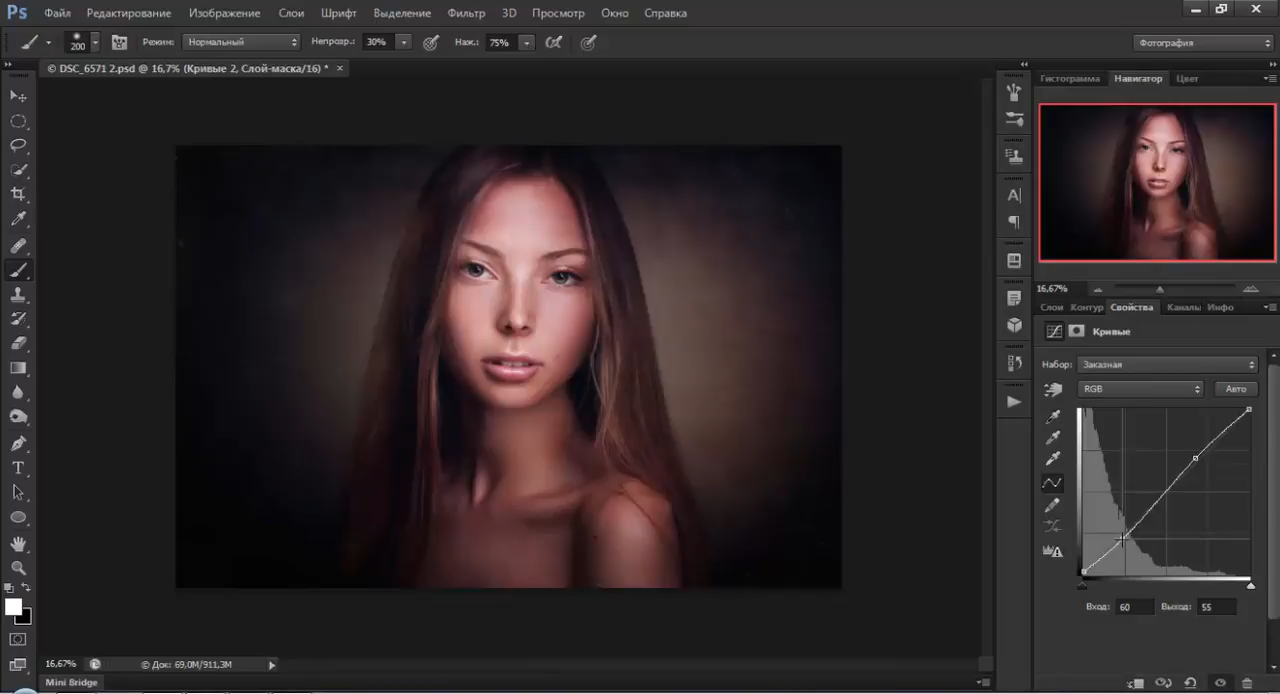 Ps Файл Редактирование Изображение Слои Шрифт Выделение Фильтр 3D Просмотр Окно Справка
200 Режим: Нормальный Непрозр.: 30% Наж.: 75% Фотография
© DSC_6571 2.psd @ 16,7% (Кривые 2, Слой-маска/16) * ×
Гистограмма Навигатор Цвет
16,67%
Слои Контур Свойства Каналы Инфо
Кривые
Набор: Заказная
RGB Авто
Вход: 60 Выход: 55
16,67% © Док: 69,0M/911,3M
Mini Bridge